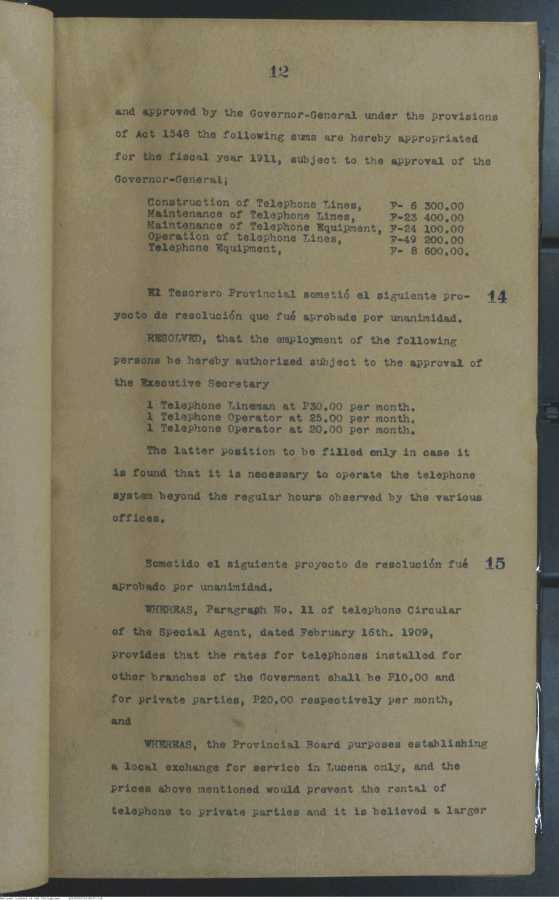 12
and approved by the Governor-General under the provisions
of Act 1348 the following sums are hereby appropriated
for the fiscal year 1911, subject to the approval of the
Governor-General;
Construction of Telephone Lines, P- 6 300.00
Maintenance of Telephone Lines, P-23 400.00
Maintenance of Telephone Equipment, P-24 100.00
Operation of telephone Lines, P-49 200.00
Telephone Equipment, P- 8 600.00.
El Tesorero Provincial sometió el siguiente pro- 14
yecto de resolución que fué aprobado por unanimidad.
RESOLVED, that the employment of the following
persons be hereby authorized subject to the approval of
the Executive Secretary
1 Telephone Lineman at P30.00 per month.
1 Telephone Operator at 25.00 per month.
1 Telephone Operator at 20.00 per month.
The latter position to be filled only in case it
is found that it is necessary to operate the telephone
system beyond the regular hours observed by the various
offices.
Sometido el siguiente proyecto de resolución fué 15
aprobado por unanimidad.
WHEREAS, Paragraph No. 11 of telephone Circular
of the Special Agent, dated February 16th. 1909,
provides that the rates for telephones installed for
other branches of the Goverment shall be P10.00 and
for private parties, P20.00 respectively per month,
and
WHEREAS, the Provincial Board purposes establishing
a local exchange for service in Lucena only, and the
prices above mentioned would prevent the rental of
telephone to private parties and it is believed a larger